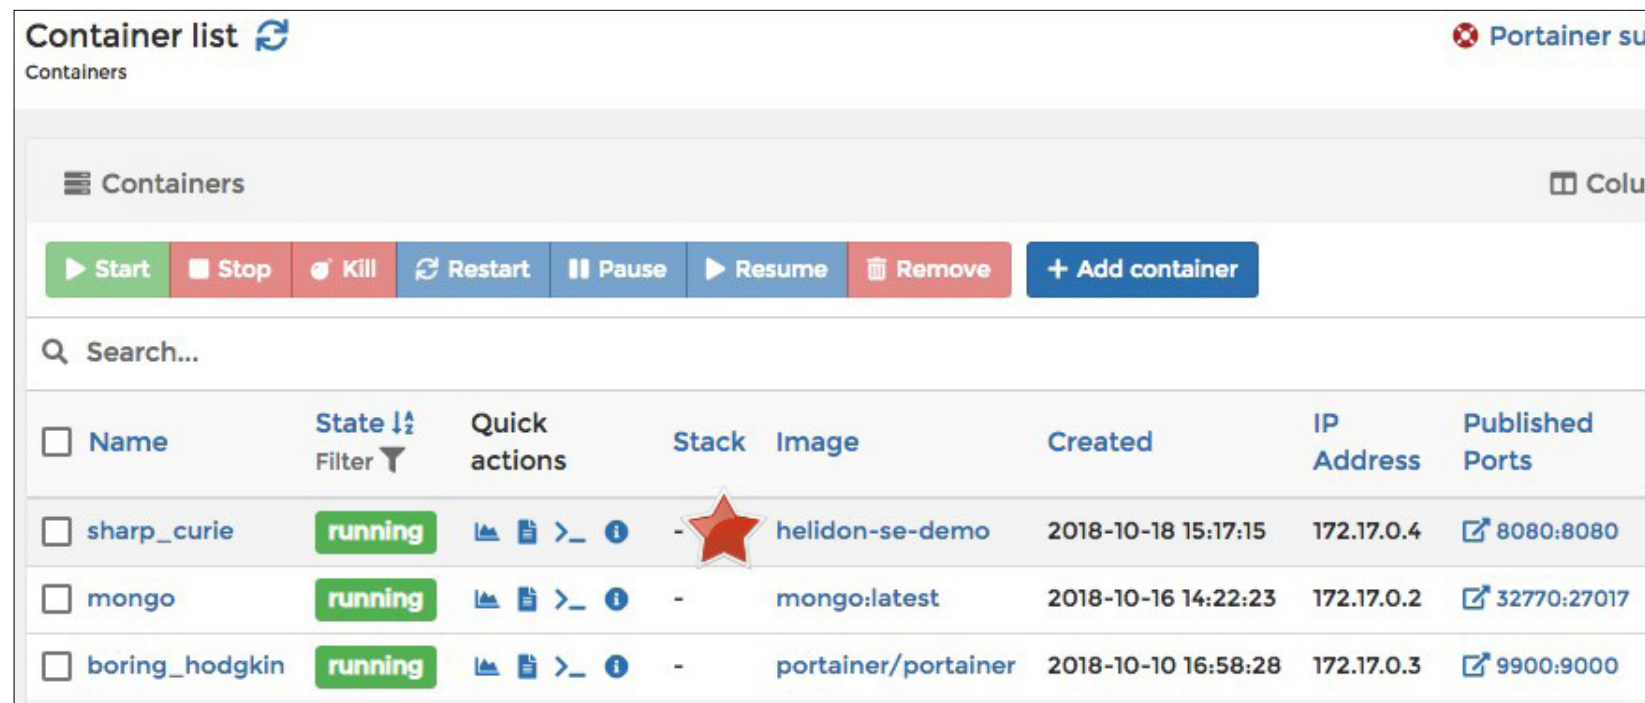 Container list
Portainer su
Containers
Containers
Colu
Start Stop Kill Restart Pause Resume Remove + Add container
Search...
Name State Filter Quick actions Stack Image Created IP Address Published Ports
sharp_curie running >_ - helidon-se-demo 2018-10-18 15:17:15 172.17.0.4 8080:8080
mongo running >_ - mongo:latest 2018-10-16 14:22:23 172.17.0.2 32770:27017
boring_hodgkin running >_ - portainer/portainer 2018-10-10 16:58:28 172.17.0.3 9900:9000